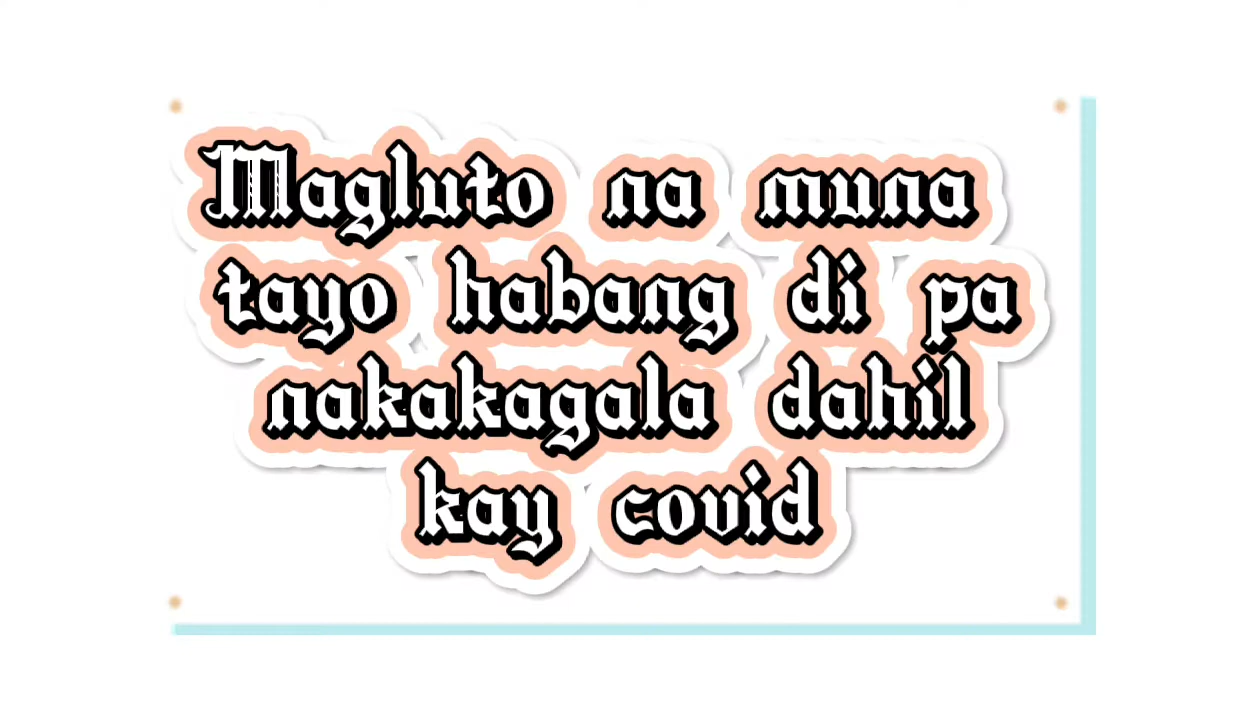 Magluto na muna
tayo habang di pa
nakakagala dahil
kay covid